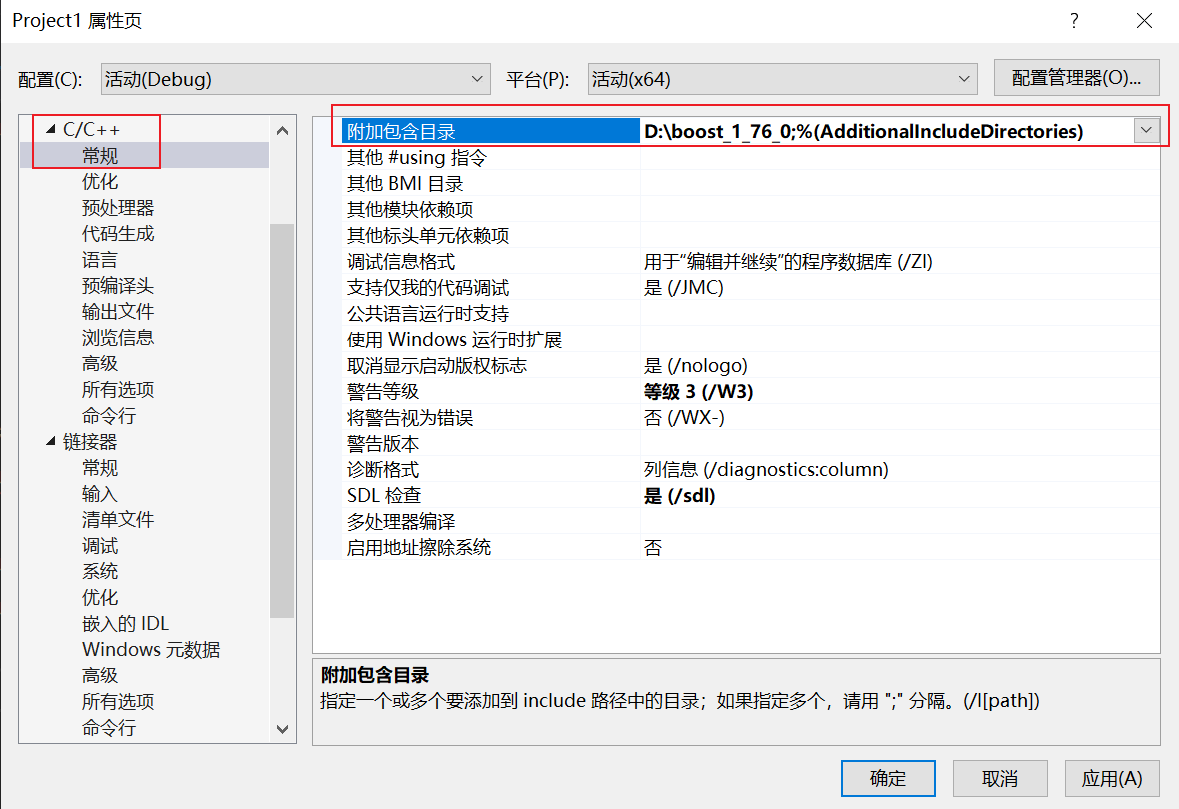 Project1 属性页
?
配置(C): 活动(Debug) 平台(P): 活动(x64) 配置管理器(O)...
C/C++
常规
优化
预处理器
代码生成
语言
预编译头
输出文件
浏览信息
高级
所有选项
命令行
链接器
常规
输入
清单文件
调试
系统
优化
嵌入的 IDL
Windows 元数据
高级
所有选项
命令行
附加包含目录 D:\boost_1_76_0;%(AdditionalIncludeDirectories)
其他 #using 指令
其他 BMI 目录
其他模块依赖项
其他标头单元依赖项
调试信息格式 用于“编辑并继续”的程序数据库 (/ZI)
支持仅我的代码调试 是 (/JMC)
公共语言运行时支持
使用 Windows 运行时扩展
取消显示启动版权标志 是 (/nologo)
警告等级 等级 3 (/W3)
将警告视为错误 否 (/WX-)
警告版本
诊断格式 列信息 (/diagnostics:column)
SDL 检查 是 (/sdl)
多处理器编译
启用地址擦除系统 否
附加包含目录
指定一个或多个要添加到 include 路径中的目录；如果指定多个，请用 ";" 分隔。(/I[path])
确定 取消 应用(A)